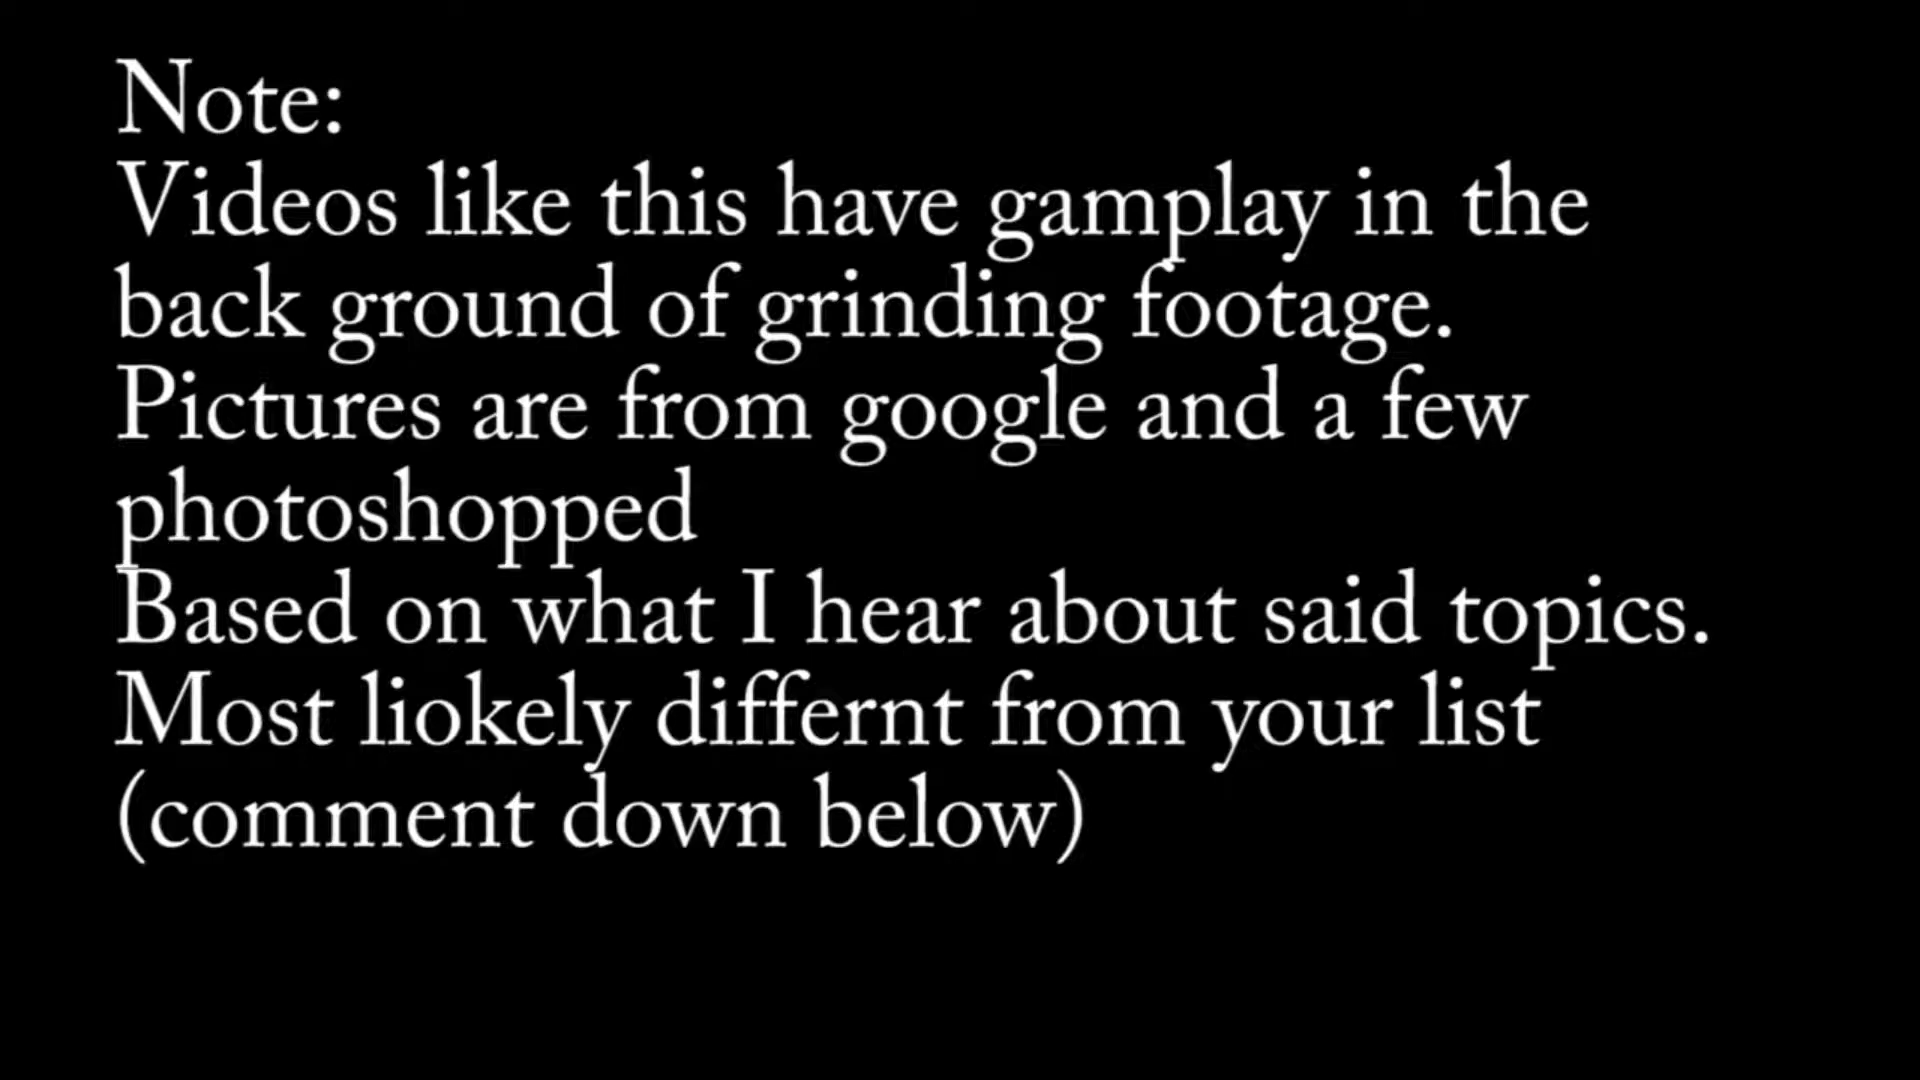 Note:
Videos like this have gamplay in the
back ground of grinding footage.
Pictures are from google and a few
photoshopped
Based on what I hear about said topics.
Most liokely differnt from your list
(comment down below)